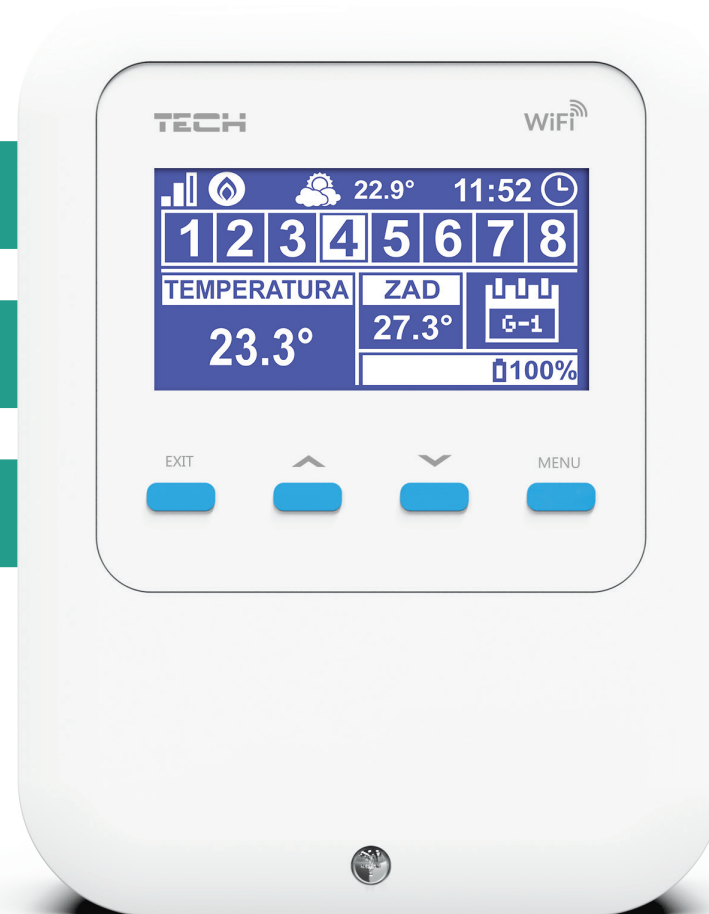 TECH WiFi
22.9° 11:52
1 2 3 4 5 6 7 8
TEMPERATURA ZAD
23.3° 27.3° G-1
100%
EXIT MENU